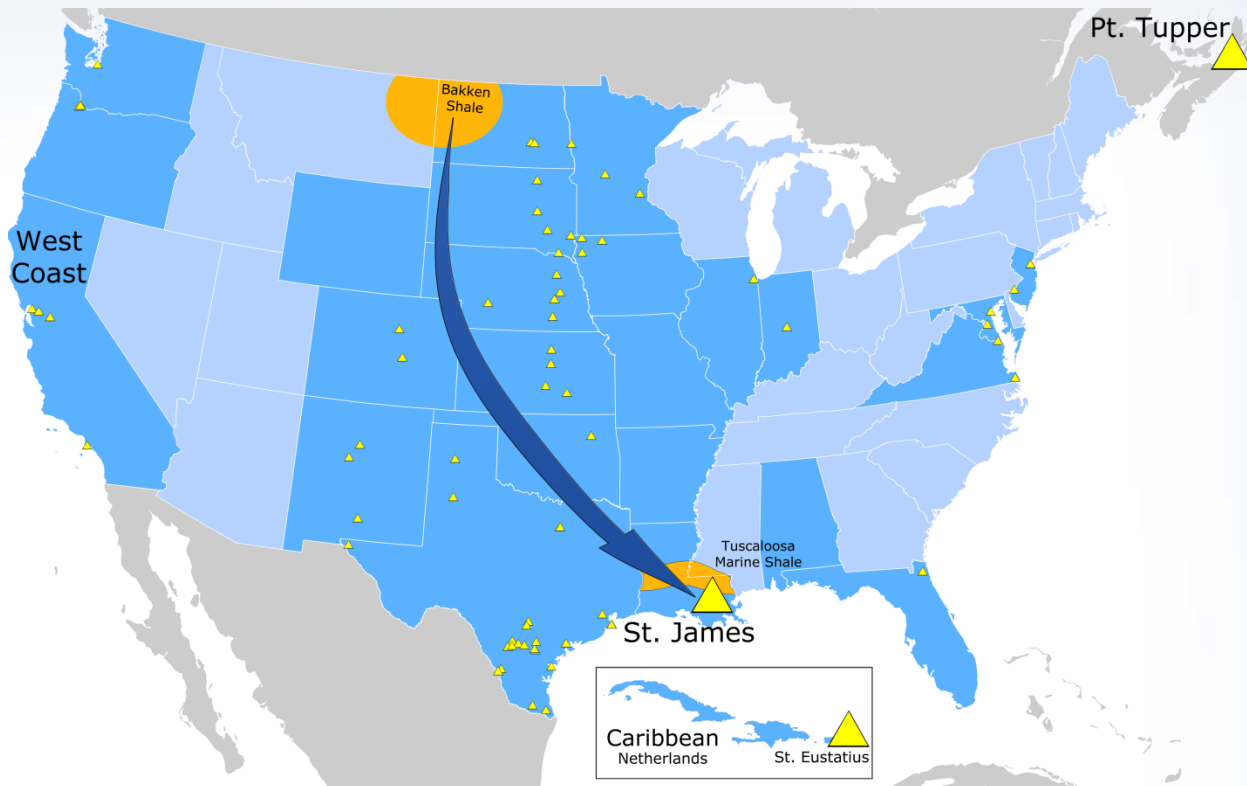 Pt. Tupper
Bakken
Shale
West
Coast
Tuscaloosa
Marine Shale
St. James
Caribbean
Netherlands
St. Eustatius